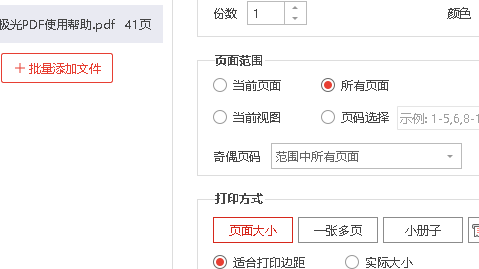 极光PDF使用帮助.pdf 41页
+ 批量添加文件
份数 1 颜色
页面范围
当前页面 所有页面
当前视图 页码选择 示例: 1-5,6,8-1
奇偶页码 范围中所有页面
打印方式
页面大小 一张多页 小册子
适合打印边距 实际大小